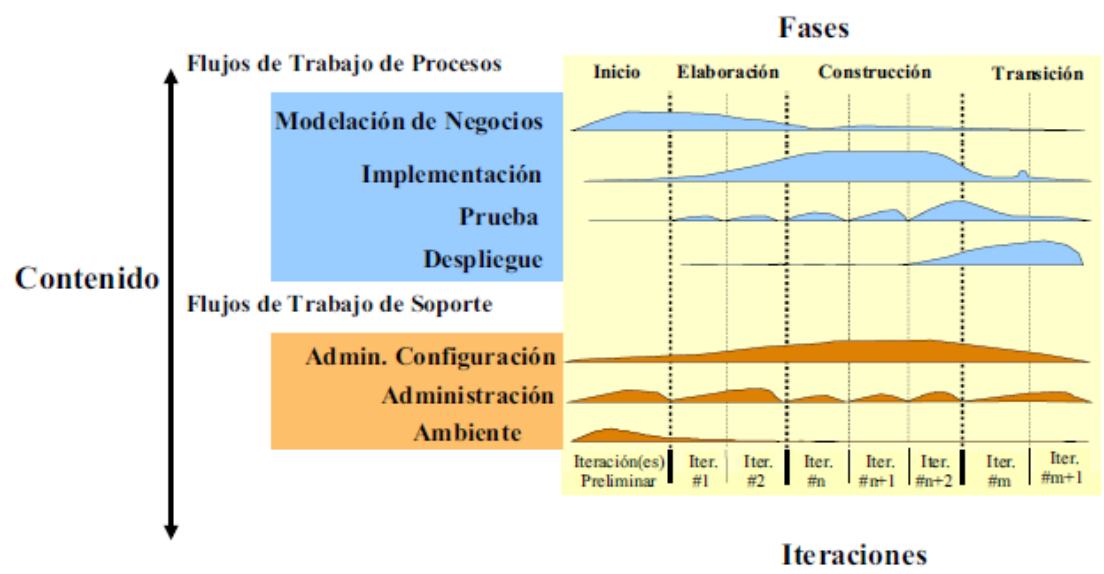 Fases
Flujos de Trabajo de Procesos
Inicio Elaboración Construcción Transición
Modelación de Negocios
Implementación
Prueba
Despliegue
Contenido
Flujos de Trabajo de Soporte
Admin. Configuración
Administración
Ambiente
Iteración(es) Iter. Iter. Iter. Iter. Iter. Iter. Iter.
Preliminar #1 #2 #n #n+1 #n+2 #m #m+1
Iteraciones